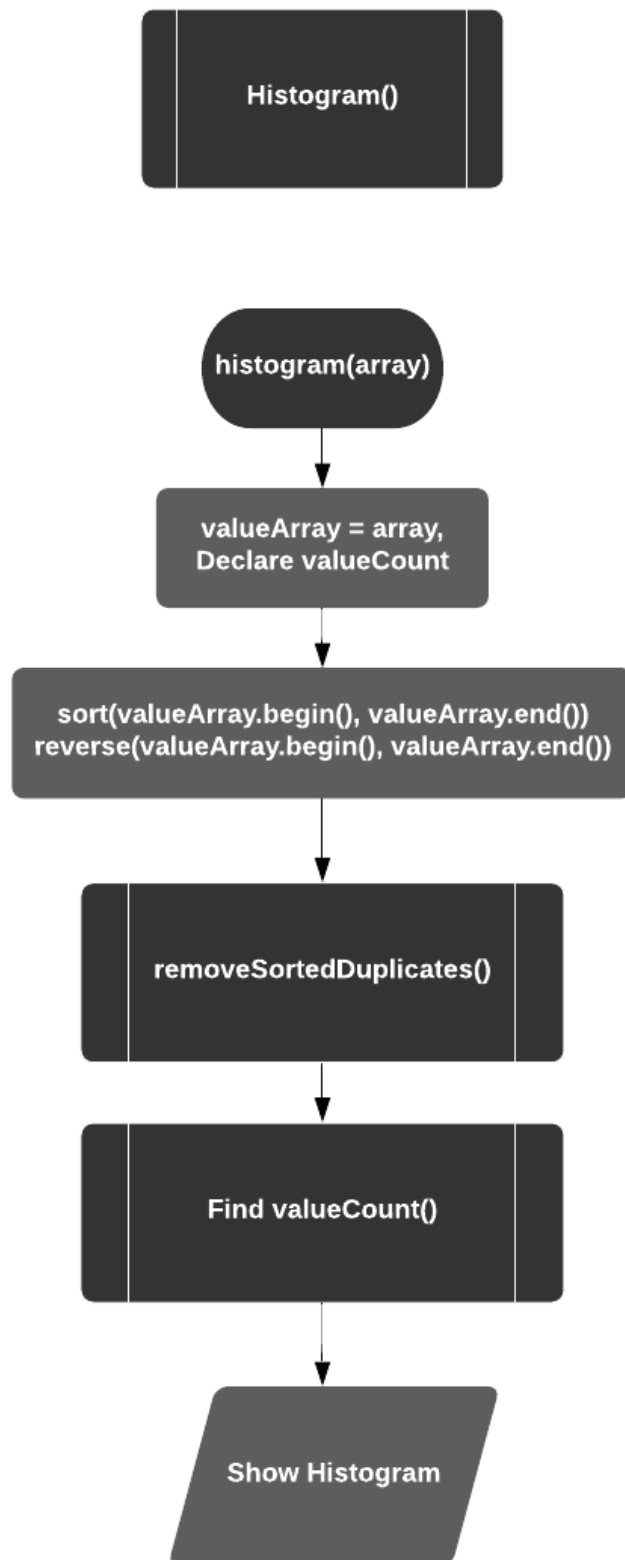 Histogram()
histogram(array)
valueArray = array,
Declare valueCount
sort(valueArray.begin(), valueArray.end())
reverse(valueArray.begin(), valueArray.end())
removeSortedDuplicates()
Find valueCount()
Show Histogram